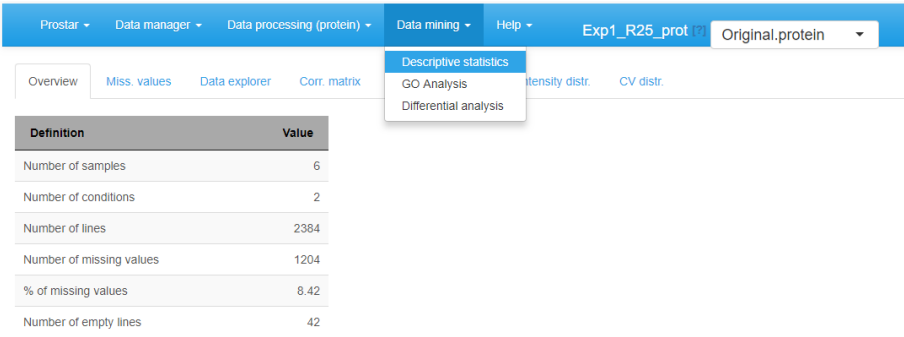 Prostar Data manager Data processing (protein) Data mining Help Exp1_R25_prot [?] Original.protein
Descriptive statistics
GO Analysis
Differential analysis
Overview Miss. values Data explorer Corr. matrix tensity distr. CV distr.
Definition Value
Number of samples 6
Number of conditions 2
Number of lines 2384
Number of missing values 1204
% of missing values 8.42
Number of empty lines 42